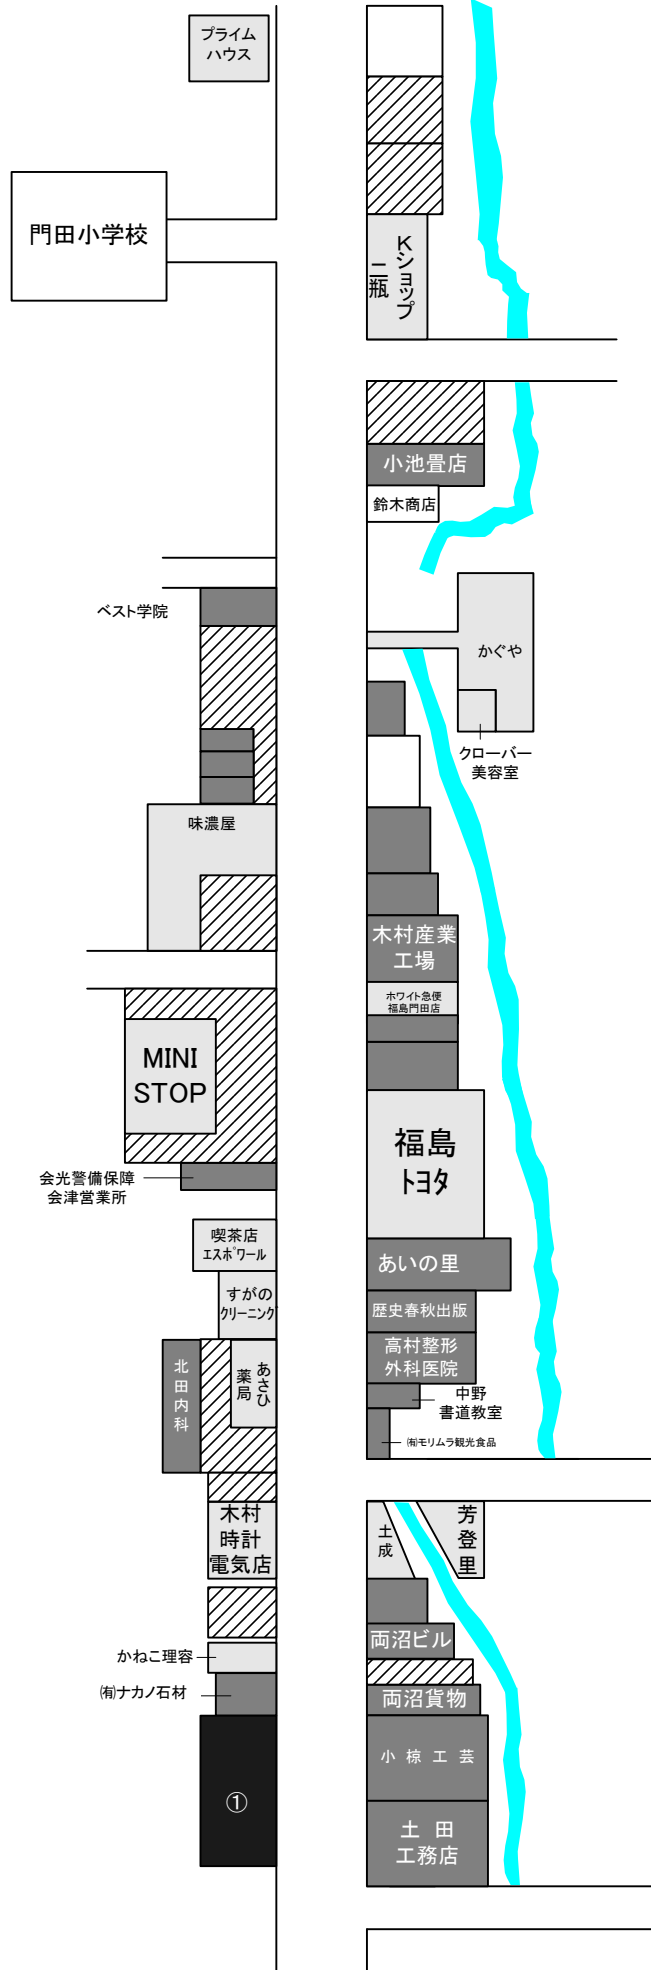 プライム
ハウス
門田小学校
Kショップ
二瓶
小池畳店
鈴木商店
ベスト学院
かぐや
クローバー
美容室
味濃屋
木村産業
工場
ホワイト急便
福島門田店
MINI
STOP
福島
トヨタ
会光警備保障
会津営業所
喫茶店
エスポワール
あいの里
すがの
クリーニング
歴史春秋出版
高村整形
外科医院
北田内科
あさひ
薬局
中野
書道教室
㈲モリムラ観光食品
木村
時計
電気店
土成
芳登里
両沼ビル
かねこ理容
㈲ナカノ石材
両沼貨物
小椋工芸
①
土田
工務店